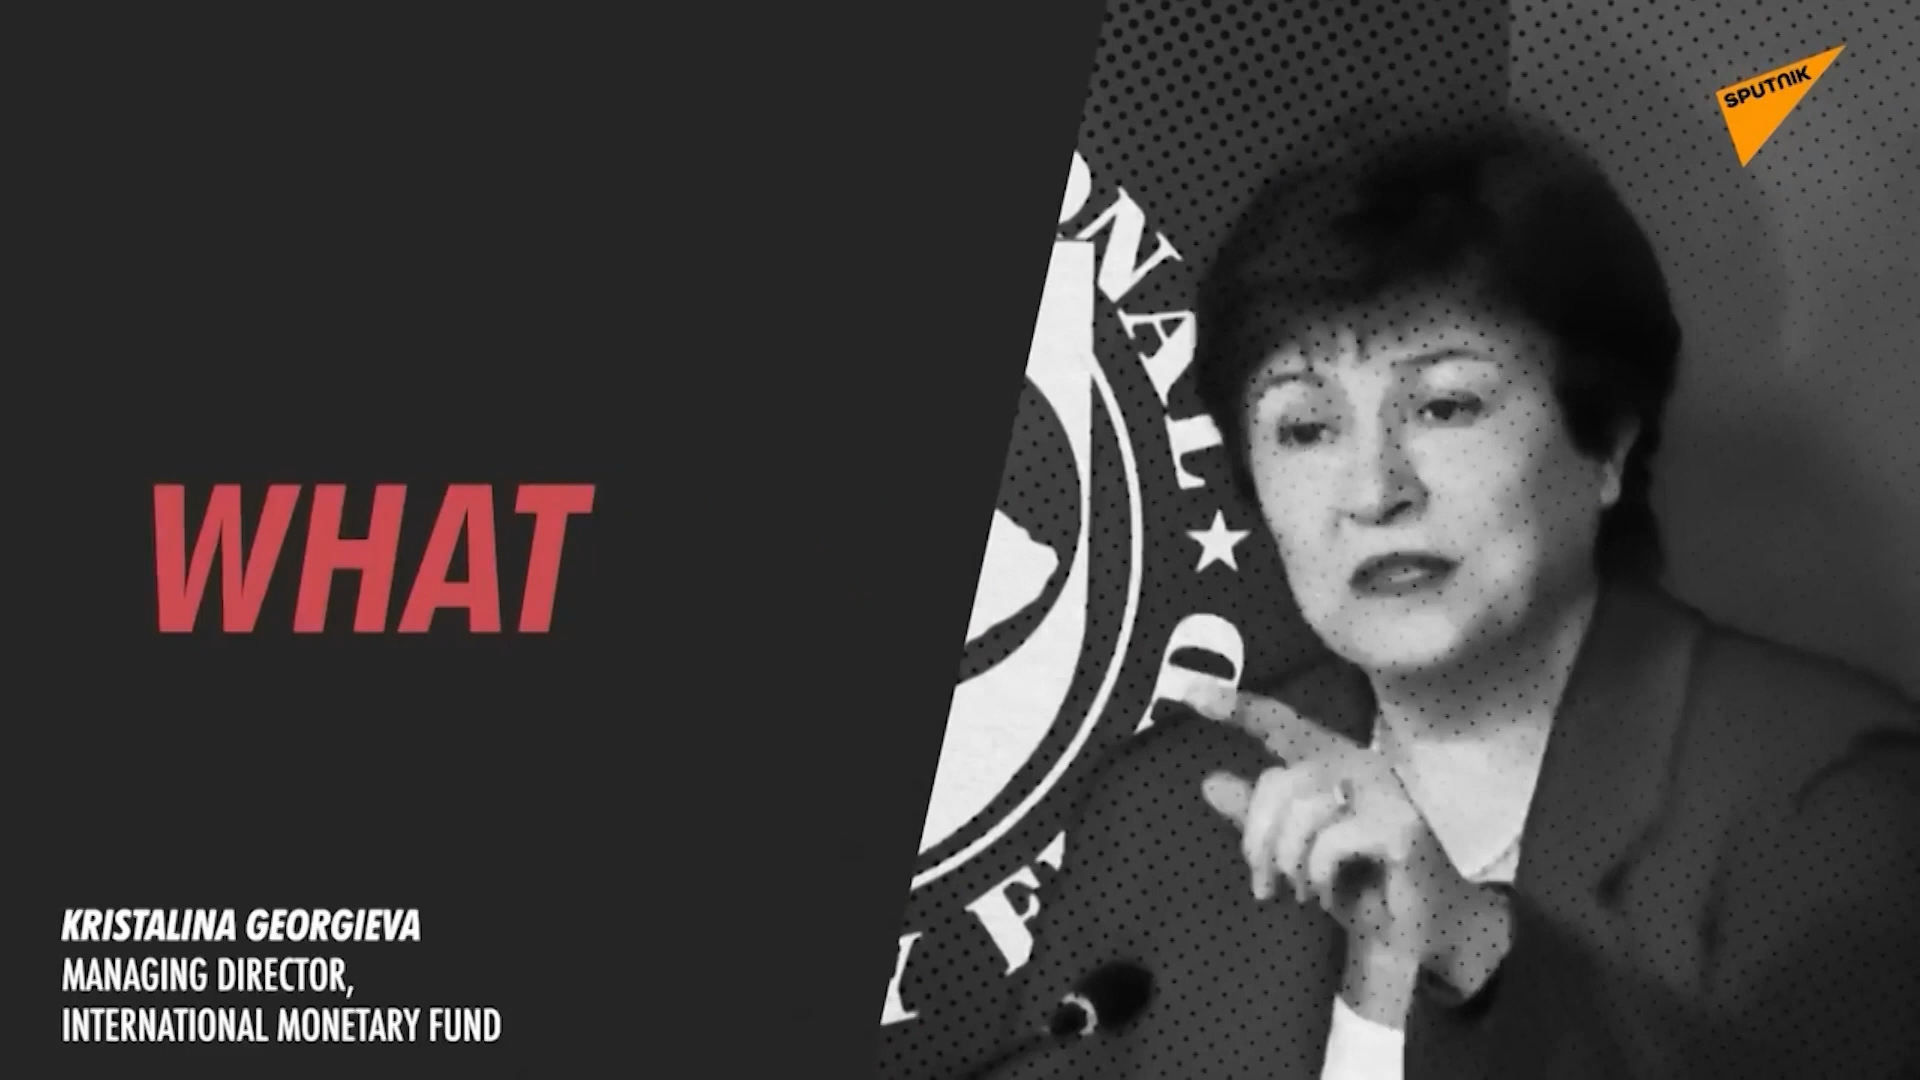 SPUTNIK
WHAT
KRISTALINA GEORGIEVA
MANAGING DIRECTOR,
INTERNATIONAL MONETARY FUND